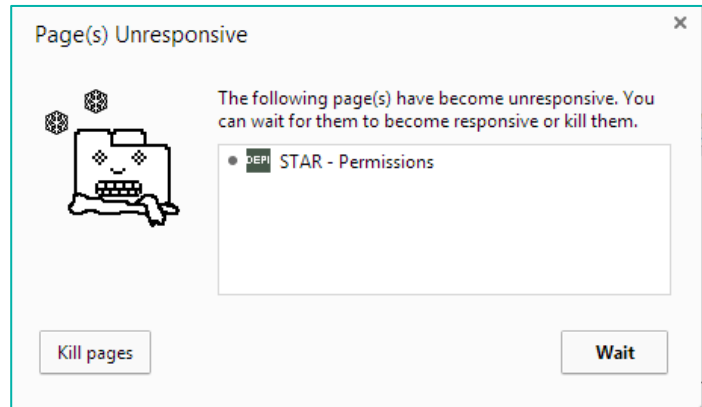 Page(s) Unresponsive
The following page(s) have become unresponsive. You
can wait for them to become responsive or kill them.
DEPI STAR - Permissions
Kill pages
Wait